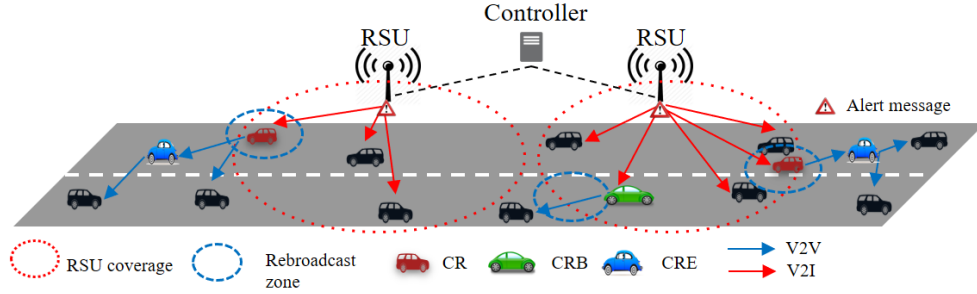 Controller
RSU
RSU
Alert message
RSU coverage
Rebroadcast
zone
CR
CRB
CRE
V2V
V2I